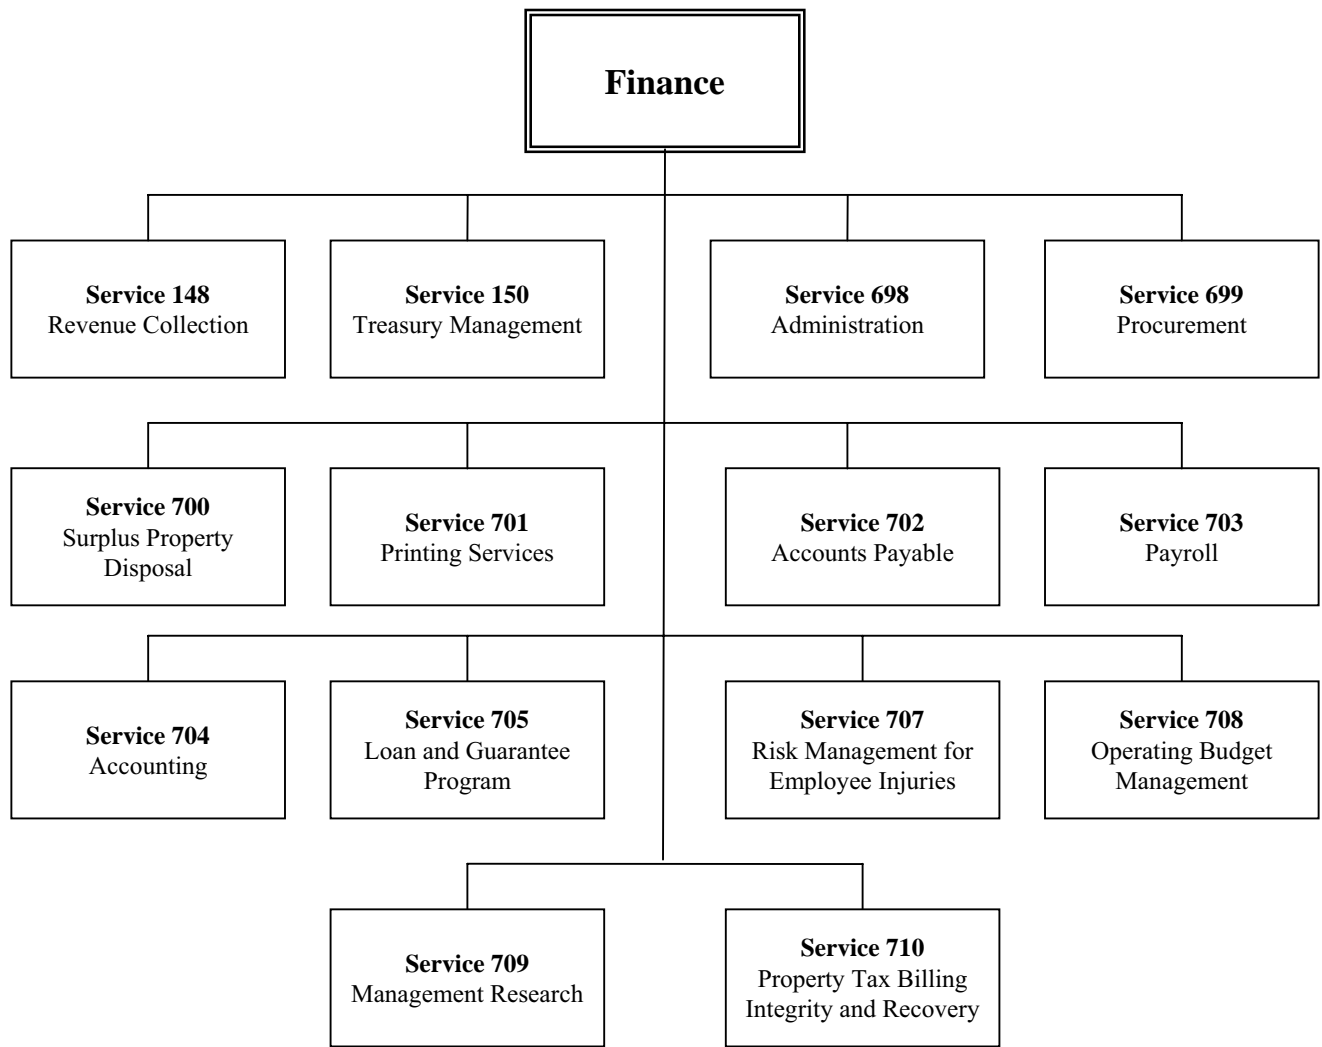 Finance
Service 148
Revenue Collection
Service 150
Treasury Management
Service 698
Administration
Service 699
Procurement
Service 700
Surplus Property
Disposal
Service 701
Printing Services
Service 702
Accounts Payable
Service 703
Payroll
Service 704
Accounting
Service 705
Loan and Guarantee
Program
Service 707
Risk Management for
Employee Injuries
Service 708
Operating Budget
Management
Service 709
Management Research
Service 710
Property Tax Billing
Integrity and Recovery